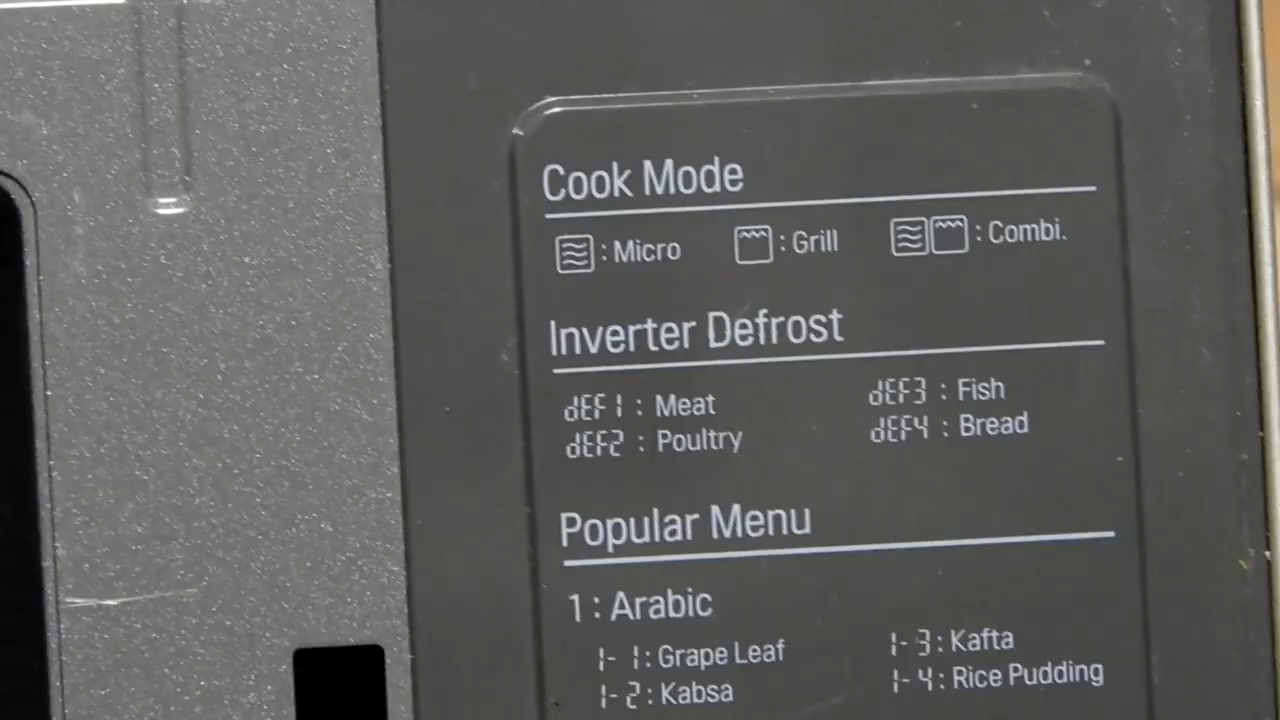 Cook Mode
: Micro : Grill : Combi.
Inverter Defrost
dEF1 : Meat dEF3 : Fish
dEF2 : Poultry dEF4 : Bread
Popular Menu
1 : Arabic
1- 1 : Grape Leaf 1- 3 : Kafta
1- 2 : Kabsa 1- 4 : Rice Pudding